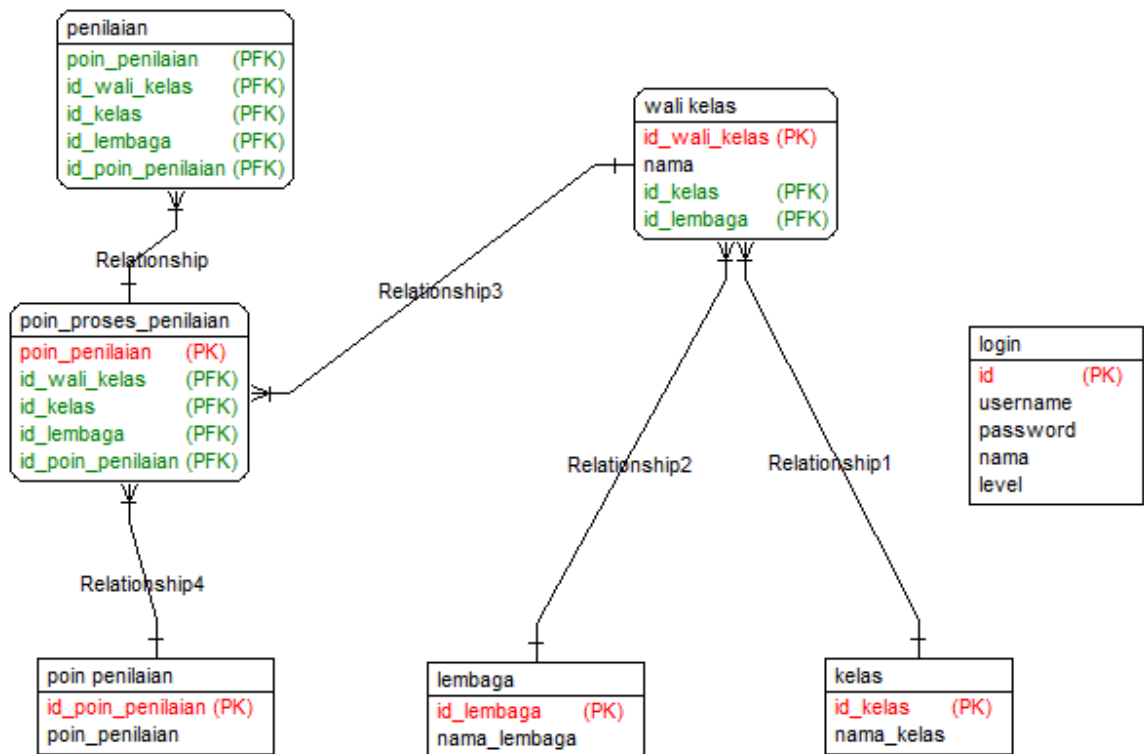 penilaian
poin_penilaian (PFK)
id_wali_kelas (PFK)
id_kelas (PFK)
id_lembaga (PFK)
id_poin_penilaian (PFK)
wali kelas
id_wali_kelas (PK)
nama
id_kelas (PFK)
id_lembaga (PFK)
Relationship
Relationship3
poin_proses_penilaian
poin_penilaian (PK)
id_wali_kelas (PFK)
id_kelas (PFK)
id_lembaga (PFK)
id_poin_penilaian (PFK)
login
id (PK)
username
password
nama
level
Relationship2
Relationship1
Relationship4
poin penilaian
id_poin_penilaian (PK)
poin_penilaian
lembaga
id_lembaga (PK)
nama_lembaga
kelas
id_kelas (PK)
nama_kelas